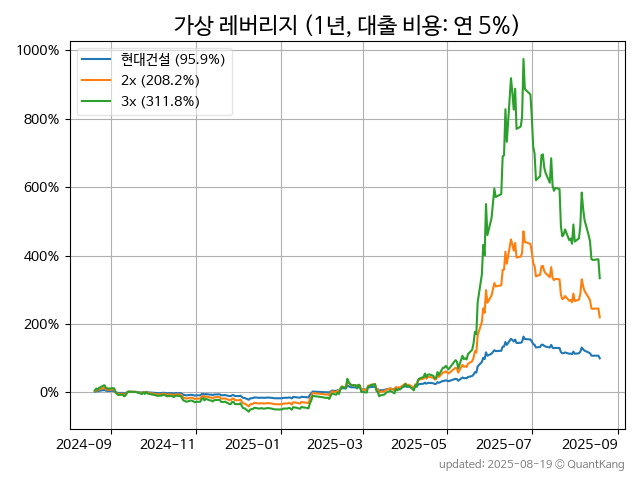 가상 레버리지 (1년, 대출 비용: 연 5%)
1000%
800%
600%
400%
200%
0%
현대건설 (95.9%)
2x (208.2%)
3x (311.8%)
2024-09
2024-11
2025-01
2025-03
2025-05
2025-07
2025-09
updated: 2025-08-19 © QuantKang